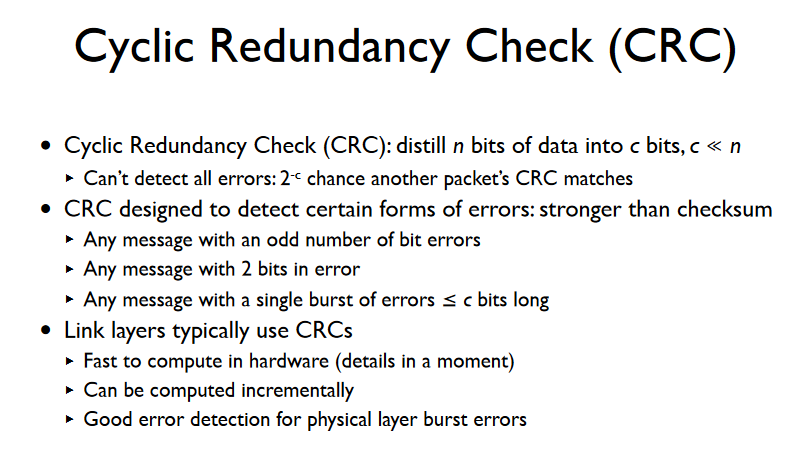 Cyclic Redundancy Check (CRC)
• Cyclic Redundancy Check (CRC): distill n bits of data into c bits, c ≪ n
▸ Can't detect all errors: 2⁻ᶜ chance another packet's CRC matches
• CRC designed to detect certain forms of errors: stronger than checksum
▸ Any message with an odd number of bit errors
▸ Any message with 2 bits in error
▸ Any message with a single burst of errors ≤ c bits long
• Link layers typically use CRCs
▸ Fast to compute in hardware (details in a moment)
▸ Can be computed incrementally
▸ Good error detection for physical layer burst errors